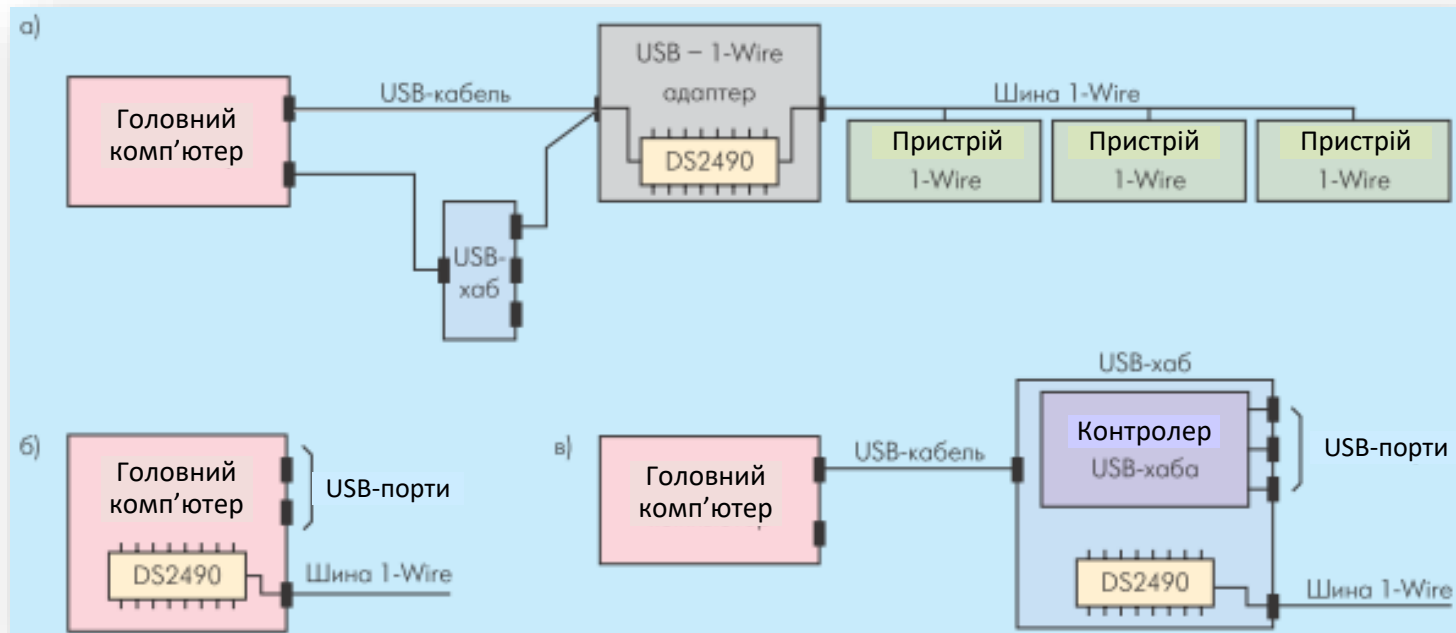 а)
Головний
комп’ютер
USB-кабель
USB-
хаб
USB – 1-Wire
адаптер
DS2490
Шина 1-Wire
Пристрій
1-Wire
Пристрій
1-Wire
Пристрій
1-Wire
б)
Головний
комп’ютер
USB-порти
DS2490
Шина 1-Wire
в)
Головний
комп’ютер
USB-кабель
USB-хаб
Контролер
USB-хаба
USB-порти
DS2490
Шина 1-Wire